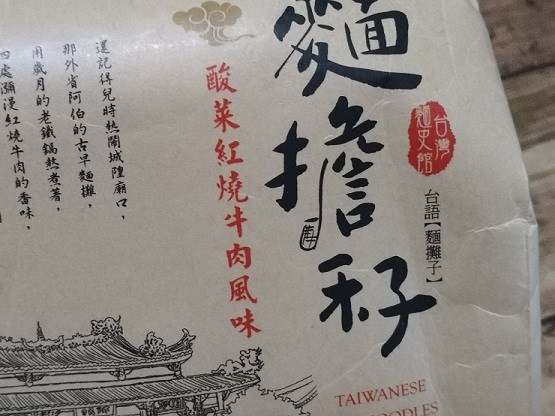 台灣
麵史館
台語【麵攤子】
麵擔秄
酸菜紅燒牛肉風味
還記得兒時熱鬧城隍廟口，
那外省阿伯的古早麵攤，
用歲月的老鐵鍋熬煮著，
四處瀰漫紅燒牛肉的香味，
TAIWANESE
OODLES